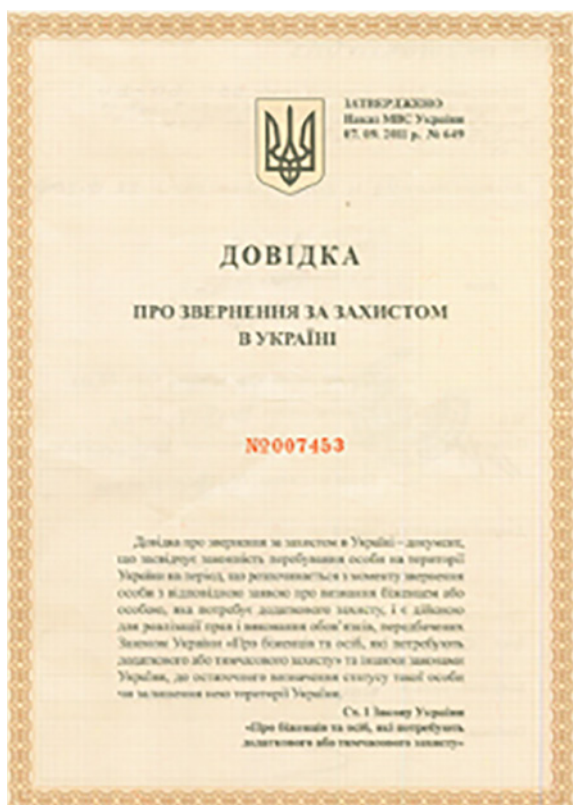 ЗАТВЕРДЖЕНО
Наказ МВС України
07. 09. 2011 р. № 649
ДОВІДКА
ПРО ЗВЕРНЕННЯ ЗА ЗАХИСТОМ
В УКРАЇНІ
№007453
Довідка про звернення за захистом в Україні – документ,
що засвідчує законність перебування особи на території
України на період, що розпочинається з моменту звернення
особи з відповідною заявою про визнання біженцем або
особою, яка потребує додаткового захисту, і є дійсною
для реалізації прав і виконання обов'язків, передбачених
Законом України «Про біженців та осіб, які потребують
додаткового або тимчасового захисту» та іншими законами
України, до остаточного визначення статусу такої особи
чи залишення нею території України.
Ст. 1 Закону України
«Про біженців та осіб, які потребують
додаткового або тимчасового захисту»